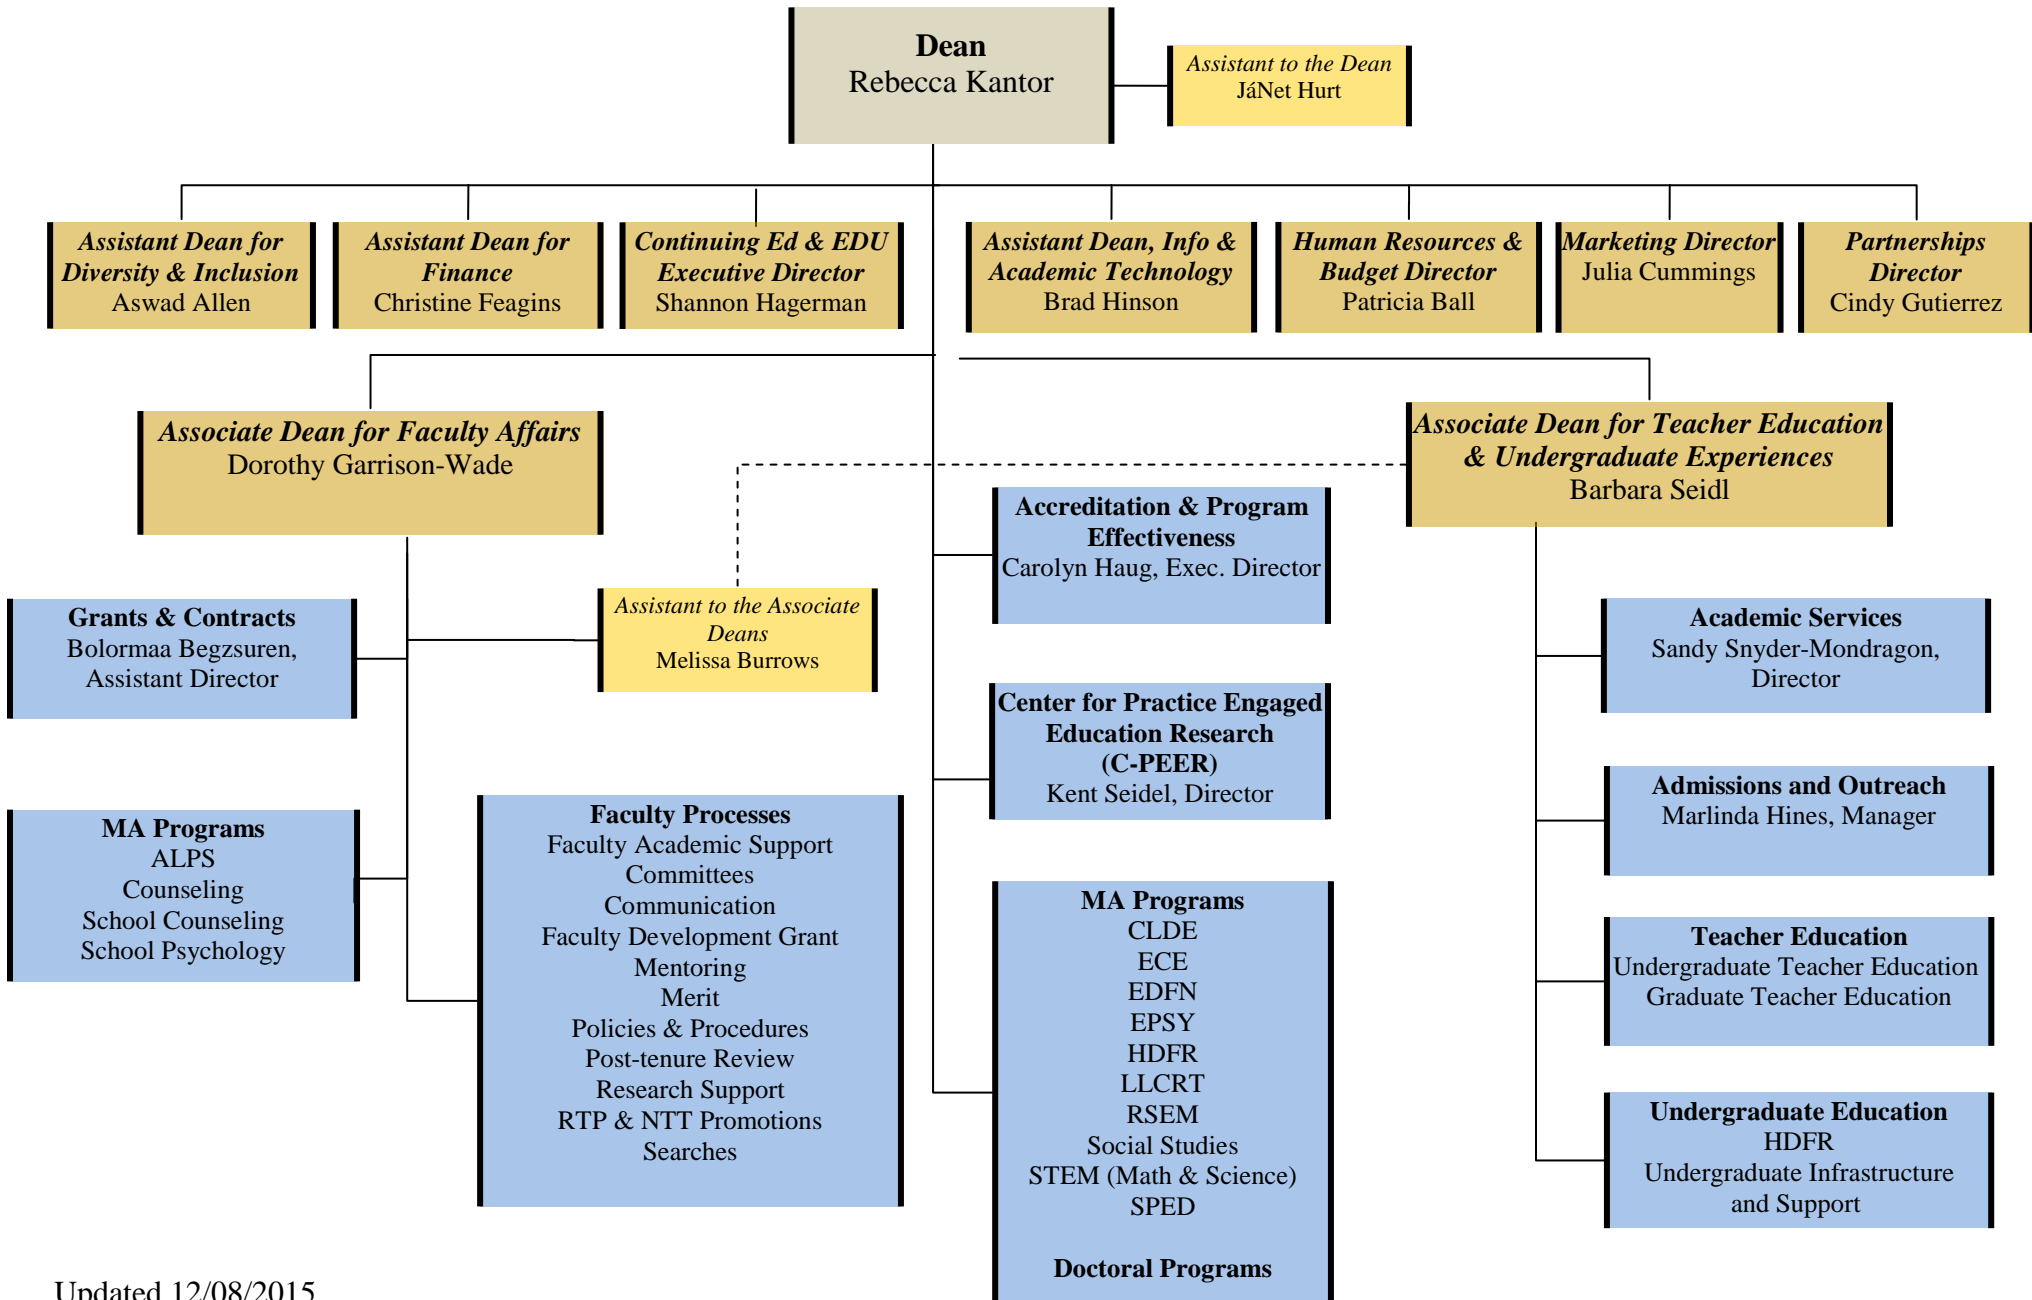 Dean
Rebecca Kantor
Assistant to the Dean
JáNet Hurt
Assistant Dean for
Diversity & Inclusion
Aswad Allen
Assistant Dean for
Finance
Christine Feagins
Continuing Ed & EDU
Executive Director
Shannon Hagerman
Assistant Dean, Info &
Academic Technology
Brad Hinson
Human Resources &
Budget Director
Patricia Ball
Marketing Director
Julia Cummings
Partnerships
Director
Cindy Gutierrez
Associate Dean for Faculty Affairs
Dorothy Garrison-Wade
Associate Dean for Teacher Education
& Undergraduate Experiences
Barbara Seidl
Grants & Contracts
Bolormaa Begzsuren,
Assistant Director
Assistant to the Associate
Deans
Melissa Burrows
MA Programs
ALPS
Counseling
School Counseling
School Psychology
Faculty Processes
Faculty Academic Support
Committees
Communication
Faculty Development Grant
Mentoring
Merit
Policies & Procedures
Post-tenure Review
Research Support
RTP & NTT Promotions
Searches
Accreditation & Program
Effectiveness
Carolyn Haug, Exec. Director
Center for Practice Engaged
Education Research
(C-PEER)
Kent Seidel, Director
MA Programs
CLDE
ECE
EDFN
EPSY
HDFR
LLCRT
RSEM
Social Studies
STEM (Math & Science)
SPED
Doctoral Programs
Academic Services
Sandy Snyder-Mondragon,
Director
Admissions and Outreach
Marlinda Hines, Manager
Teacher Education
Undergraduate Teacher Education
Graduate Teacher Education
Undergraduate Education
HDFR
Undergraduate Infrastructure
and Support
Updated 12/08/2015